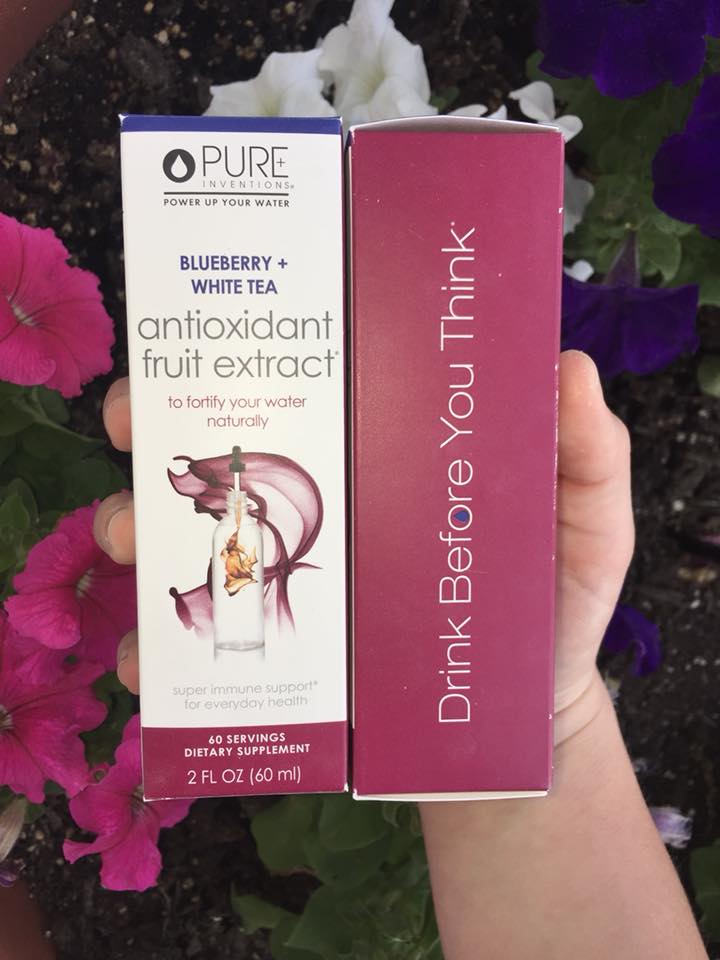 PURE+
INVENTIONS®
POWER UP YOUR WATER
BLUEBERRY +
WHITE TEA
antioxidant
fruit extract*
to fortify your water
naturally
super immune support*
for everyday health
60 SERVINGS
DIETARY SUPPLEMENT
2 FL OZ (60 ml)
Drink Before You Think®